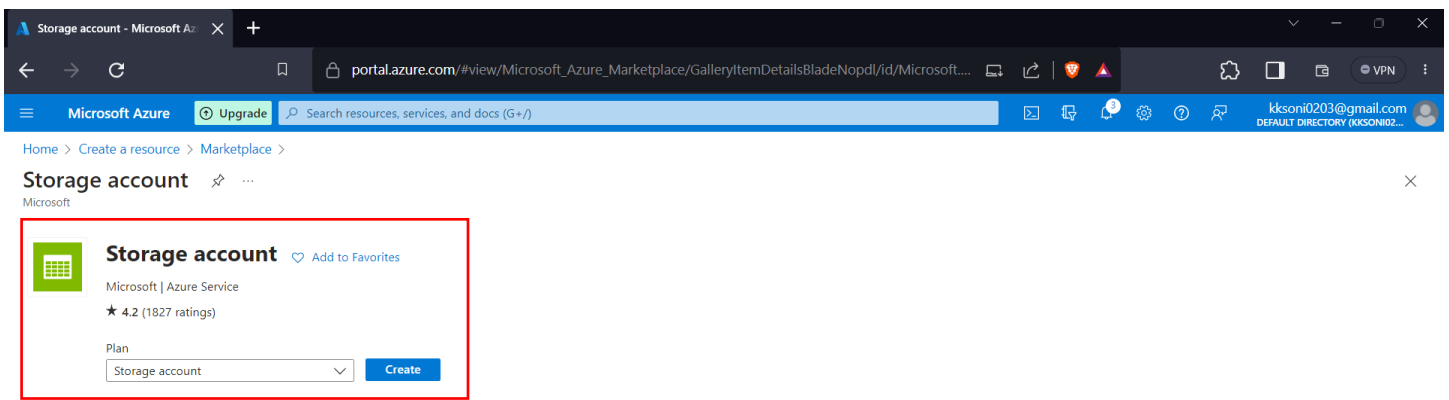 Storage account - Microsoft Az
portal.azure.com/#view/Microsoft_Azure_Marketplace/GalleryItemDetailsBladeNopdl/id/Microsoft....
VPN
Microsoft Azure
Upgrade
Search resources, services, and docs (G+/)
3
kksoni0203@gmail.com
DEFAULT DIRECTORY (KKSONI02...
Home > Create a resource > Marketplace >
Storage account ...
Microsoft
Storage account
Add to Favorites
Microsoft | Azure Service
★ 4.2 (1827 ratings)
Plan
Storage account
Create